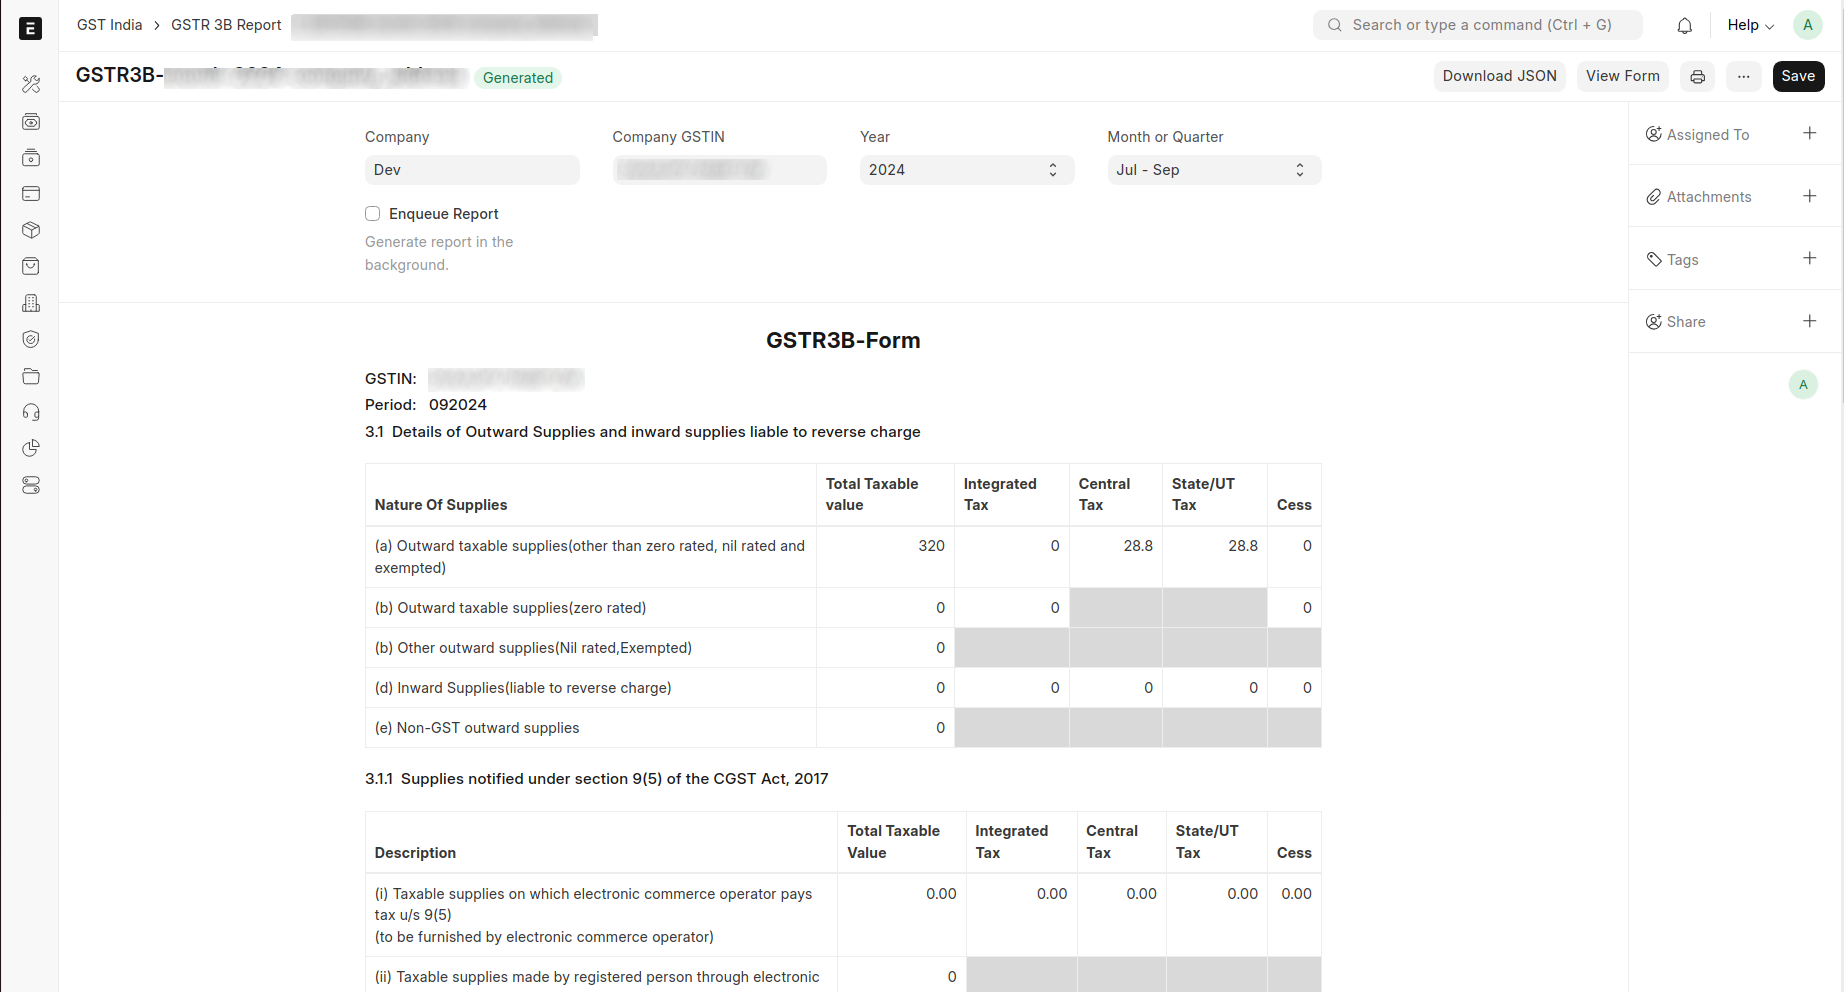 GST India > GSTR 3B Report
Search or type a command (Ctrl + G)
Help
A
GSTR3B-
Generated
Download JSON
View Form
...
Save
Company
Company GSTIN
Year
Month or Quarter
Dev
2024
Jul - Sep
Enqueue Report
Generate report in the
background.
Assigned To
Attachments
Tags
Share
A
GSTR3B-Form
GSTIN:
Period: 092024
3.1 Details of Outward Supplies and inward supplies liable to reverse charge
Nature Of Supplies Total Taxable value Integrated Tax Central Tax State/UT Tax Cess
(a) Outward taxable supplies(other than zero rated, nil rated and
exempted)
320 0 28.8 28.8 0
(b) Outward taxable supplies(zero rated) 0 0 0
(b) Other outward supplies(Nil rated,Exempted) 0
(d) Inward Supplies(liable to reverse charge) 0 0 0 0 0
(e) Non-GST outward supplies 0
3.1.1 Supplies notified under section 9(5) of the CGST Act, 2017
Description Total Taxable Value Integrated Tax Central Tax State/UT Tax Cess
(i) Taxable supplies on which electronic commerce operator pays
tax u/s 9(5)
(to be furnished by electronic commerce operator)
0.00 0.00 0.00 0.00 0.00
(ii) Taxable supplies made by registered person through electronic 0